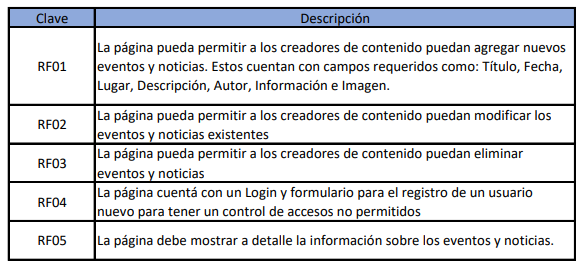 Clave Descripción
La página pueda permitir a los creadores de contenido puedan agregar nuevos
eventos y noticias. Estos cuentan con campos requeridos como: Título, Fecha,
Lugar, Descripción, Autor, Información e Imagen.
RF01
La página pueda permitir a los creadores de contenido puedan modificar los
eventos y noticias existentes
RF02
La página pueda permitir a los creadores de contenido puedan eliminar
eventos y noticias
RF03
La página cuentá con un Login y formulario para el registro de un usuario
nuevo para tener un control de accesos no permitidos
RF04
RF05 La página debe mostrar a detalle la información sobre los eventos y noticias.